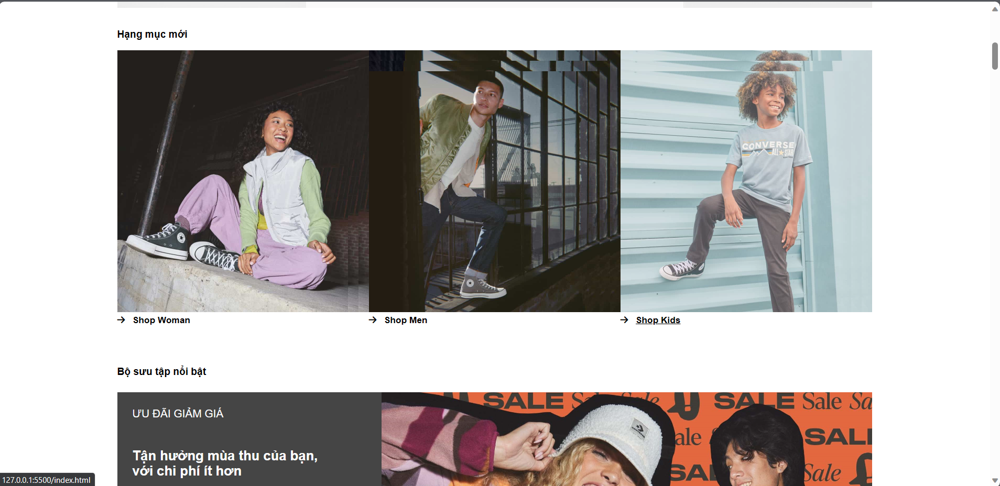 Hạng mục mới
CONVERSE
ALL★STAR
→ Shop Woman
→ Shop Men
→ Shop Kids
Bộ sưu tập nổi bật
ƯU ĐÃI GIẢM GIÁ
Tận hưởng mùa thu của bạn,
với chi phí ít hơn
SALE Sale SALE Sale Sa
CONVERSE
ale SALE
SAL Sale
127.0.0.1:5500/index.html